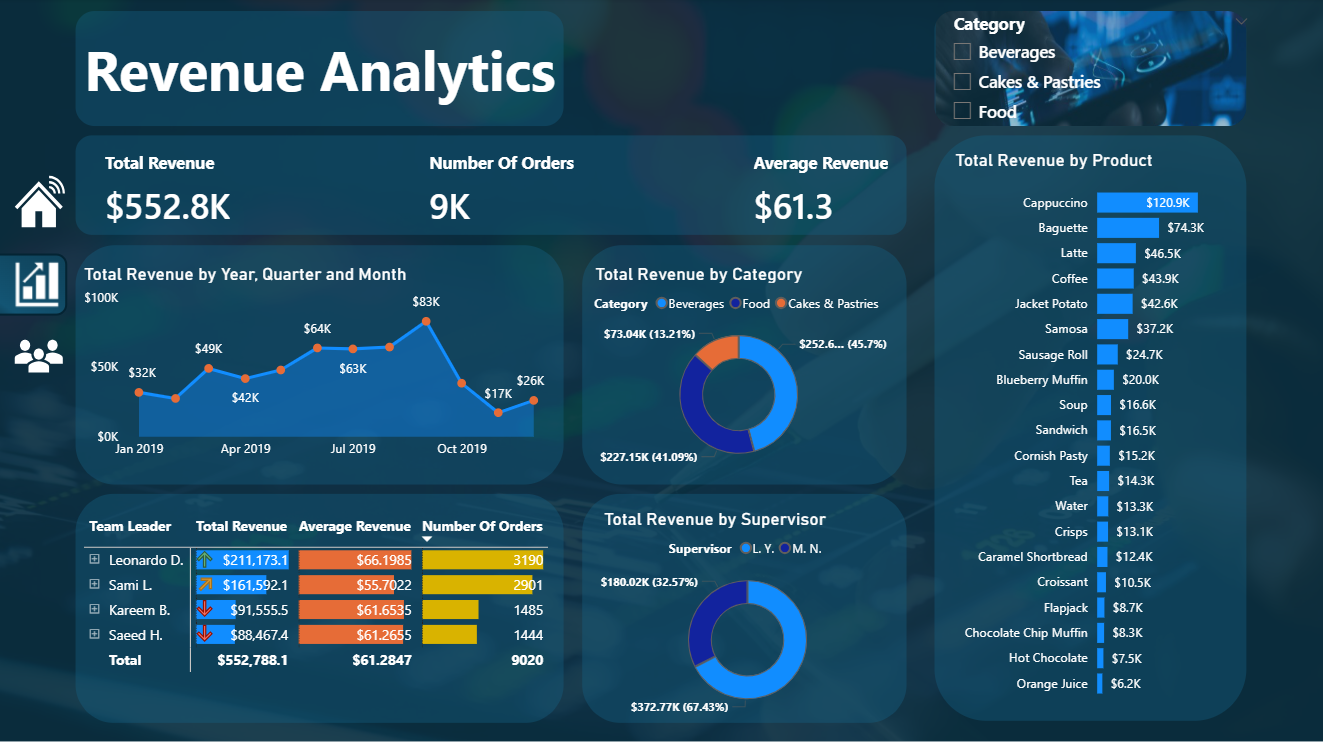 Revenue Analytics
Category
Beverages
Cakes & Pastries
Food
Total Revenue
Number Of Orders
Average Revenue
$552.8K
9K
$61.3
Total Revenue by Year, Quarter and Month
$100K
$50K
$0K
$32K
$49K
$42K
$64K
$63K
$83K
$17K
$26K
Jan 2019
Apr 2019
Jul 2019
Oct 2019
Total Revenue by Category
Category Beverages Food Cakes & Pastries
$73.04K (13.21%)
$252.6... (45.7%)
$227.15K (41.09%)
Team Leader Total Revenue Average Revenue Number Of Orders
Leonardo D. $211,173.1 $66.1985 3190
Sami L. $161,592.1 $55.7022 2901
Kareem B. $91,555.5 $61.6535 1485
Saeed H. $88,467.4 $61.2655 1444
Total $552,788.1 $61.2847 9020
Total Revenue by Supervisor
Supervisor L. Y. M. N.
$180.02K (32.57%)
$372.77K (67.43%)
Total Revenue by Product
Cappuccino $120.9K
Baguette $74.3K
Latte $46.5K
Coffee $43.9K
Jacket Potato $42.6K
Samosa $37.2K
Sausage Roll $24.7K
Blueberry Muffin $20.0K
Soup $16.6K
Sandwich $16.5K
Cornish Pasty $15.2K
Tea $14.3K
Water $13.3K
Crisps $13.1K
Caramel Shortbread $12.4K
Croissant $10.5K
Flapjack $8.7K
Chocolate Chip Muffin $8.3K
Hot Chocolate $7.5K
Orange Juice $6.2K